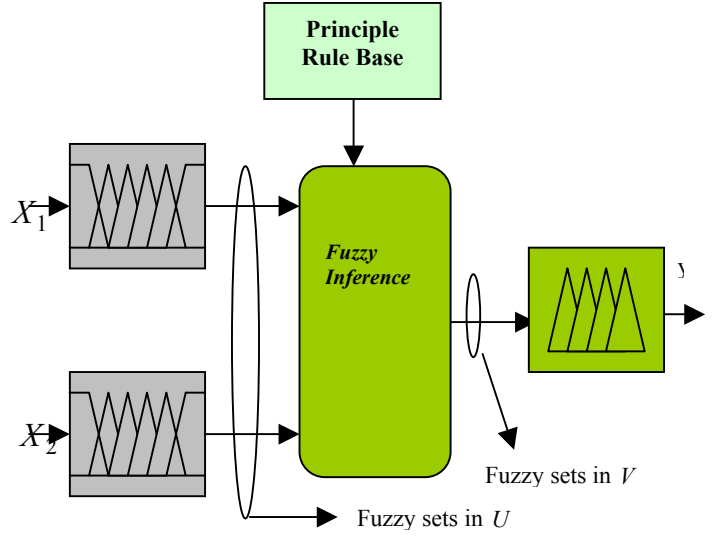 Principle
Rule Base
X1
Fuzzy
Inference
y
X2
Fuzzy sets in V
Fuzzy sets in U